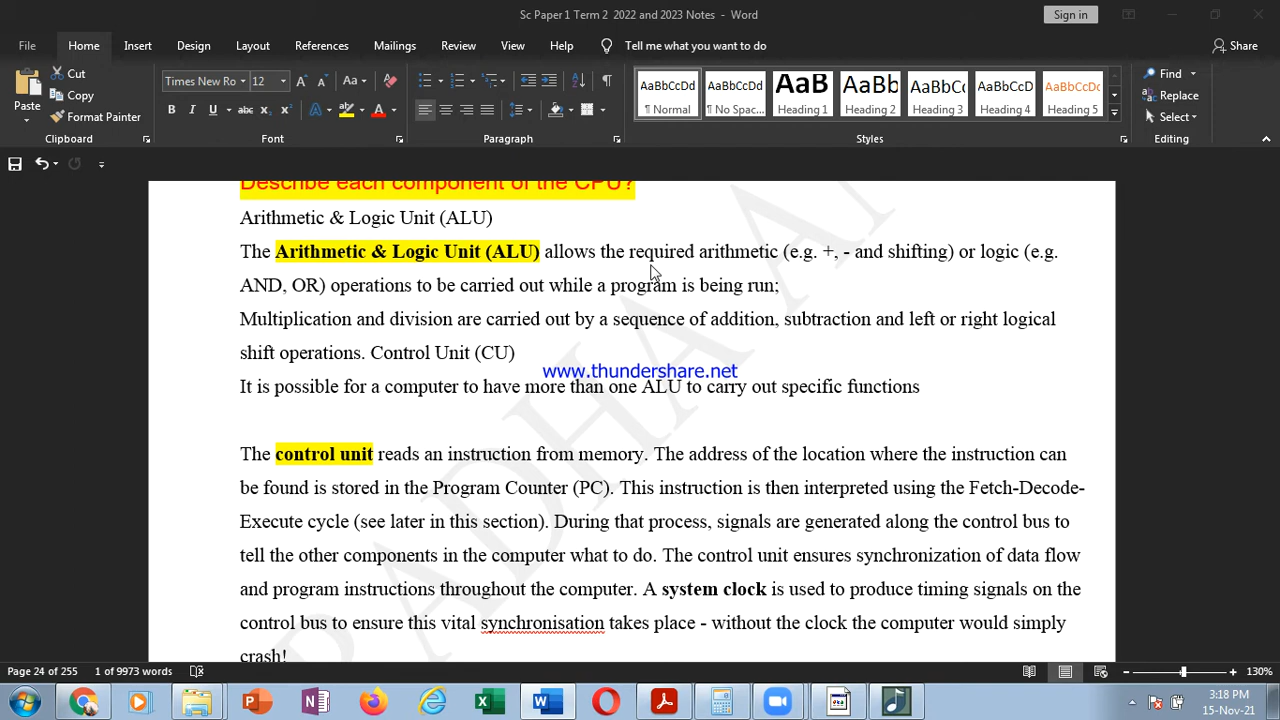 Sc Paper 1 Term 2 2022 and 2023 Notes - Word
Sign in
File Home Insert Design Layout References Mailings Review View Help Tell me what you want to do Share
Cut
Copy
Format Painter
Paste
Times New Ro 12 Aa
B I U abc x₂ x² A A
AaBbCcDd AaBbCcDd AaB AaBb AaBbC AaBbCcD AaBbCcD
¶ Normal ¶ No Spac... Heading 1 Heading 2 Heading 3 Heading 4 Heading 5
Find
Replace
Select
Clipboard Font Paragraph Styles Editing
Describe each component of the CPU?
Arithmetic & Logic Unit (ALU)
The Arithmetic & Logic Unit (ALU) allows the required arithmetic (e.g. +, - and shifting) or logic (e.g.
AND, OR) operations to be carried out while a program is being run;
Multiplication and division are carried out by a sequence of addition, subtraction and left or right logical
shift operations. Control Unit (CU)
www.thundershare.net
It is possible for a computer to have more than one ALU to carry out specific functions
The control unit reads an instruction from memory. The address of the location where the instruction can
be found is stored in the Program Counter (PC). This instruction is then interpreted using the Fetch-Decode-
Execute cycle (see later in this section). During that process, signals are generated along the control bus to
tell the other components in the computer what to do. The control unit ensures synchronization of data flow
and program instructions throughout the computer. A system clock is used to produce timing signals on the
control bus to ensure this vital synchronisation takes place - without the clock the computer would simply
crash!
Page 24 of 255 1 of 9973 words 130%
3:18 PM
15-Nov-21